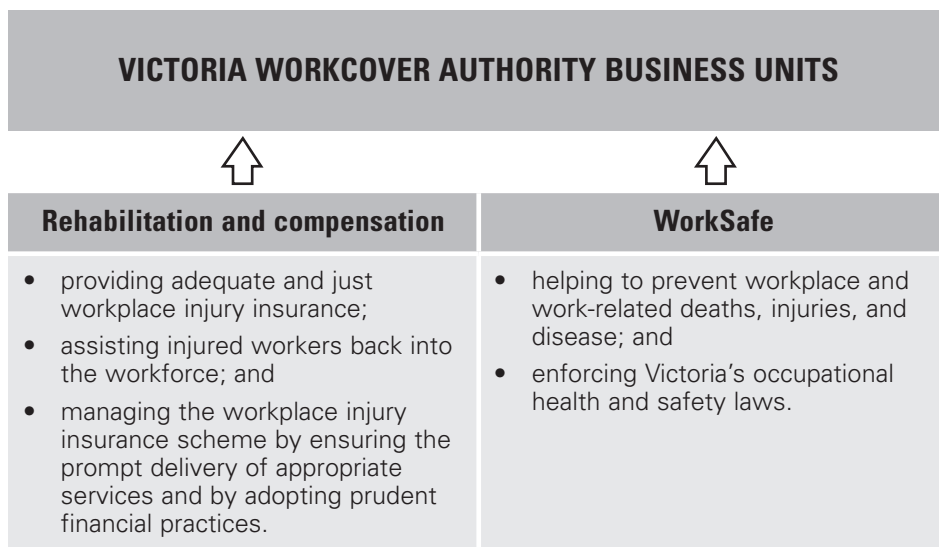 VICTORIA WORKCOVER AUTHORITY BUSINESS UNITS
Rehabilitation and compensation
• providing adequate and just
workplace injury insurance;
• assisting injured workers back into
the workforce; and
• managing the workplace injury
insurance scheme by ensuring the
prompt delivery of appropriate
services and by adopting prudent
financial practices.
WorkSafe
• helping to prevent workplace and
work-related deaths, injuries, and
disease; and
• enforcing Victoria’s occupational
health and safety laws.